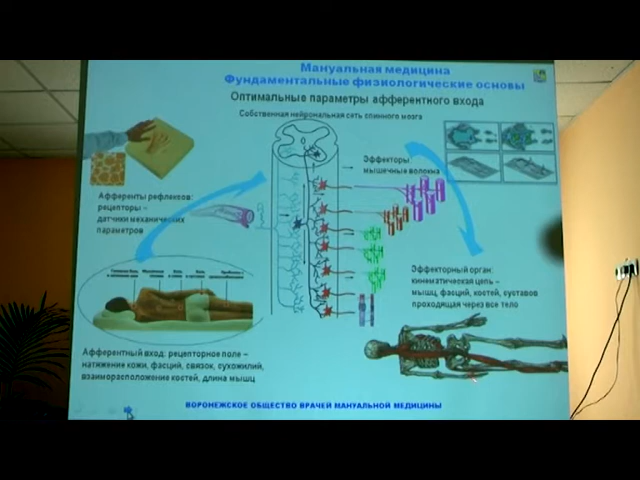 Мануальная медицина
Фундаментальные физиологические основы
Оптимальные параметры афферентного входа
Собственная нейрональная сеть спинного мозга
Эффекторы:
мышечные волокна
Афференты рефлексов:
рецепторы –
датчики механических
параметров
Эффекторный орган:
кинематическая цепь –
мышц, фасций, костей, суставов
проходящая через все тело
Афферентный вход: рецепторное поле –
натяжение кожи, фасций, связок, сухожилий,
взаиморасположение костей, длина мышц
ВОРОНЕЖСКОЕ ОБЩЕСТВО ВРАЧЕЙ МАНУАЛЬНОЙ МЕДИЦИНЫ